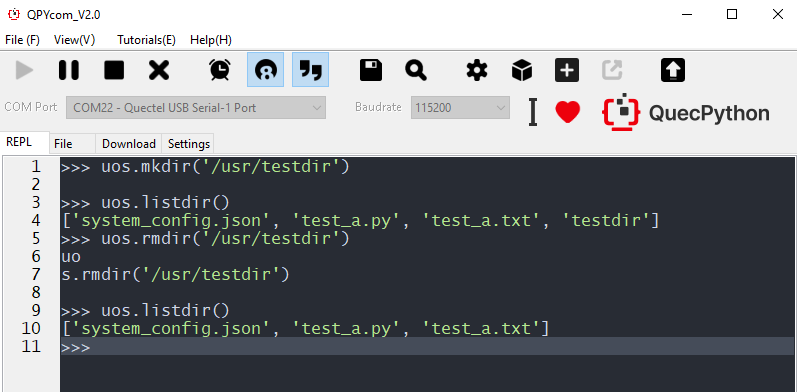 QPYcom_V2.0
File (F) View(V) Tutorials(E) Help(H)
COM Port COM22 - Quectel USB Serial-1 Port Baudrate 115200 QuecPython
REPL File Download Settings
1 >>> uos.mkdir('/usr/testdir')
2
3 >>> uos.listdir()
4 ['system_config.json', 'test_a.py', 'test_a.txt', 'testdir']
5 >>> uos.rmdir('/usr/testdir')
6 uo
7 s.rmdir('/usr/testdir')
8
9 >>> uos.listdir()
10 ['system_config.json', 'test_a.py', 'test_a.txt']
11 >>>